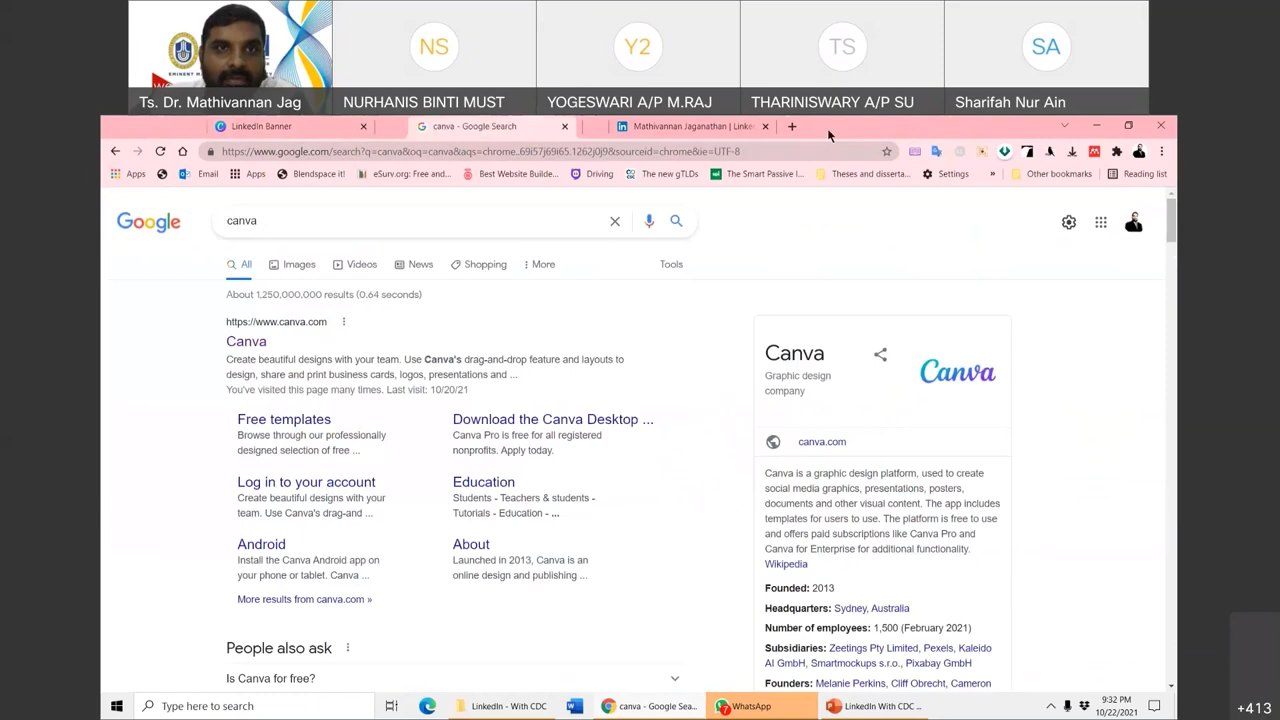 NS
Y2
TS
SA
Ts. Dr. Mathivannan Jag
NURHANIS BINTI MUST
YOGESWARI A/P M.RAJ
THARINISWARY A/P SU
Sharifah Nur Ain
LinkedIn Banner
canva - Google Search
Mathivannan Jaganathan | Linke
https://www.google.com/search?q=canva&oq=canva&aqs=chrome..69i57j69i65.1262j0j9&sourceid=chrome&ie=UTF-8
Apps
Email
Apps
Blendspace it!
eSurv.org: Free and...
Best Website Builde...
Driving
The new gTLDs
The Smart Passive I...
Theses and disserta...
Settings
»
Other bookmarks
Reading list
Google
canva
All
Images
Videos
News
Shopping
More
Tools
About 1,250,000,000 results (0.64 seconds)
https://www.canva.com
Canva
Create beautiful designs with your team. Use Canva's drag-and-drop feature and layouts to
design, share and print business cards, logos, presentations and ...
You've visited this page many times. Last visit: 10/20/21
Free templates
Browse through our professionally
designed selection of free ...
Download the Canva Desktop ...
Canva Pro is free for all registered
nonprofits. Apply today.
Log in to your account
Create beautiful designs with your
team. Use Canva's drag-and ...
Education
Students - Teachers & students -
Tutorials - Education - ...
Android
Install the Canva Android app on
your phone or tablet. Canva ...
About
Launched in 2013, Canva is an
online design and publishing ...
More results from canva.com »
People also ask
Is Canva for free?
Canva
Graphic design
company
Canva
canva.com
Canva is a graphic design platform, used to create
social media graphics, presentations, posters,
documents and other visual content. The app includes
templates for users to use. The platform is free to use
and offers paid subscriptions like Canva Pro and
Canva for Enterprise for additional functionality.
Wikipedia
Founded: 2013
Headquarters: Sydney, Australia
Number of employees: 1,500 (February 2021)
Subsidiaries: Zeetings Pty Limited, Pexels, Kaleido
AI GmbH, Smartmockups s.r.o., Pixabay GmbH
Founders: Melanie Perkins, Cliff Obrecht, Cameron
Type here to search
LinkedIn - With CDC
canva - Google Sea...
WhatsApp
LinkedIn With CDC ...
9:32 PM
10/22/2021
+413